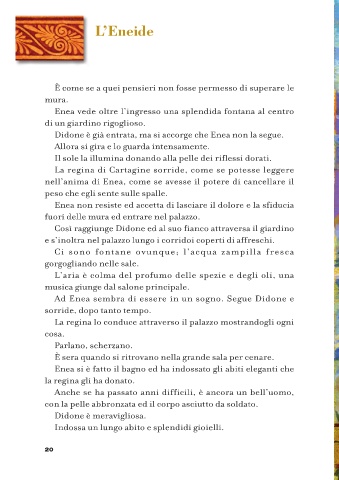 L'Eneide
È come se a quei pensieri non fosse permesso di superare le
mura.
Enea vede oltre l'ingresso una splendida fontana al centro
di un giardino rigoglioso.
Didone è già entrata, ma si accorge che Enea non la segue.
Allora si gira e lo guarda intensamente.
Il sole la illumina donando alla pelle dei riflessi dorati.
La regina di Cartagine sorride, come se potesse leggere
nell'anima di Enea, come se avesse il potere di cancellare il
peso che egli sente sulle spalle.
Enea non resiste ed accetta di lasciare il dolore e la sfiducia
fuori delle mura ed entrare nel palazzo.
Così raggiunge Didone ed al suo fianco attraversa il giardino
e s'inoltra nel palazzo lungo i corridoi coperti di affreschi.
Ci sono fontane ovunque; l'acqua zampilla fresca
gorgogliando nelle sale.
L'aria è colma del profumo delle spezie e degli oli, una
musica giunge dal salone principale.
Ad Enea sembra di essere in un sogno. Segue Didone e
sorride, dopo tanto tempo.
La regina lo conduce attraverso il palazzo mostrandogli ogni
cosa.
Parlano, scherzano.
È sera quando si ritrovano nella grande sala per cenare.
Enea si è fatto il bagno ed ha indossato gli abiti eleganti che
la regina gli ha donato.
Anche se ha passato anni difficili, è ancora un bell'uomo,
con la pelle abbronzata ed il corpo asciutto da soldato.
Didone è meravigliosa.
Indossa un lungo abito e splendidi gioielli.
20